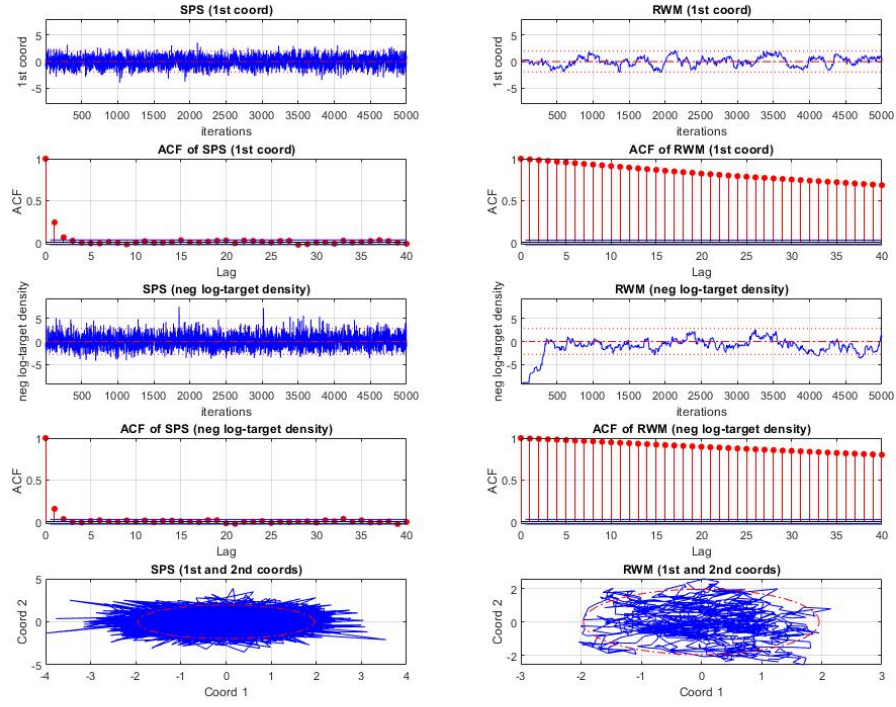 SPS (1st coord)
1st coord
5
0
-5
500 1000 1500 2000 2500 3000 3500 4000 4500 5000
iterations
RWM (1st coord)
1st coord
5
0
-5
500 1000 1500 2000 2500 3000 3500 4000 4500 5000
iterations
ACF of SPS (1st coord)
ACF
1
0.5
0
0 5 10 15 20 25 30 35 40
Lag
ACF of RWM (1st coord)
ACF
1
0.5
0
0 5 10 15 20 25 30 35 40
Lag
SPS (neg log-target density)
neg log-target density
5
0
-5
500 1000 1500 2000 2500 3000 3500 4000 4500 5000
iterations
RWM (neg log-target density)
neg log-target density
5
0
-5
500 1000 1500 2000 2500 3000 3500 4000 4500 5000
iterations
ACF of SPS (neg log-target density)
ACF
1
0.5
0
0 5 10 15 20 25 30 35 40
Lag
ACF of RWM (neg log-target density)
ACF
1
0.5
0
0 5 10 15 20 25 30 35 40
Lag
SPS (1st and 2nd coords)
Coord 2
5
0
-5
-4 -3 -2 -1 0 1 2 3 4
Coord 1
RWM (1st and 2nd coords)
Coord 2
2
0
-2
-3 -2 -1 0 1 2 3
Coord 1